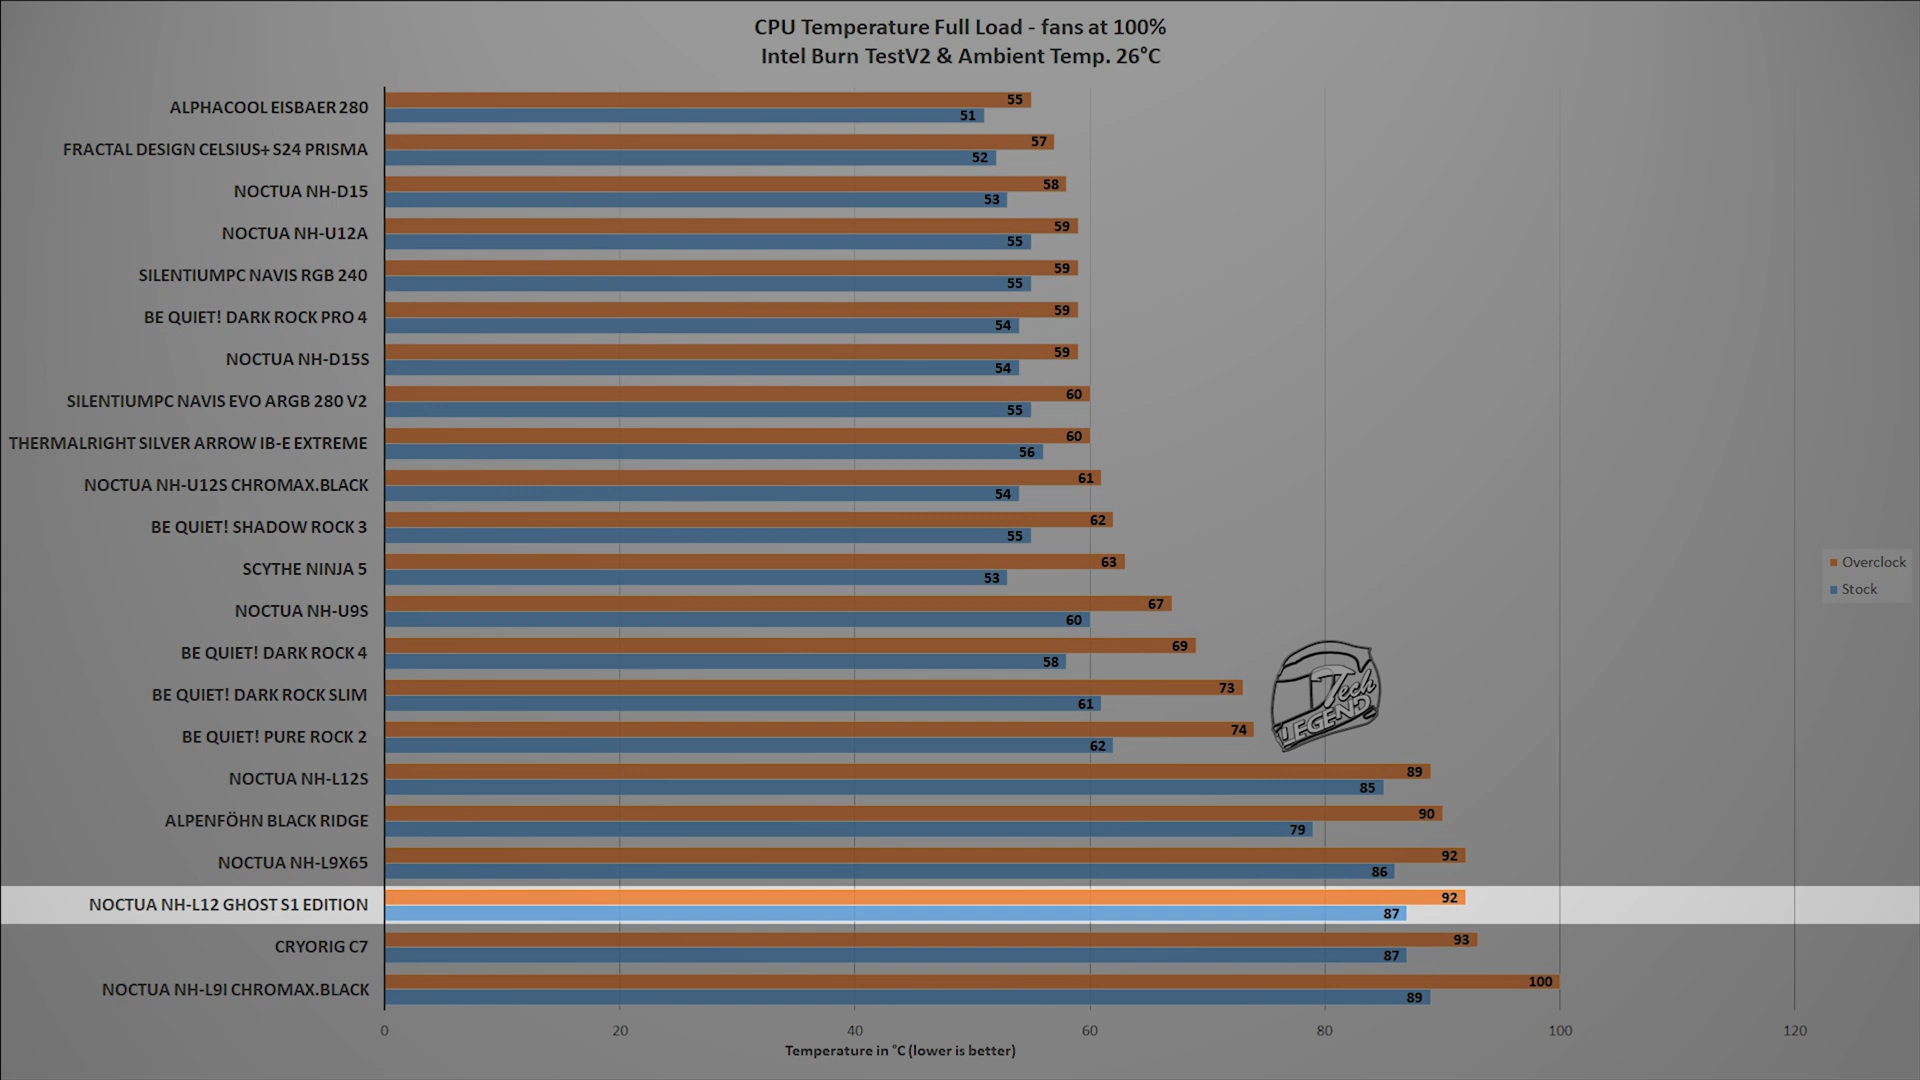 CPU Temperature Full Load - fans at 100%
Intel Burn TestV2 & Ambient Temp. 26°C
ALPHACOOL EISBAER 280
55
51
FRACTAL DESIGN CELSIUS+ S24 PRISMA
57
52
NOCTUA NH-D15
58
53
NOCTUA NH-U12A
59
55
SILENTIUMPC NAVIS RGB 240
59
55
BE QUIET! DARK ROCK PRO 4
59
54
NOCTUA NH-D15S
59
54
SILENTIUMPC NAVIS EVO ARGB 280 V2
60
55
THERMALRIGHT SILVER ARROW IB-E EXTREME
60
56
NOCTUA NH-U12S CHROMAX.BLACK
61
54
BE QUIET! SHADOW ROCK 3
62
55
SCYTHE NINJA 5
63
53
NOCTUA NH-U9S
67
60
BE QUIET! DARK ROCK 4
69
58
BE QUIET! DARK ROCK SLIM
73
61
BE QUIET! PURE ROCK 2
74
62
NOCTUA NH-L12S
89
85
ALPENFÖHN BLACK RIDGE
90
79
NOCTUA NH-L9X65
92
86
NOCTUA NH-L12 GHOST S1 EDITION
92
87
CRYORIG C7
93
87
NOCTUA NH-L9I CHROMAX.BLACK
100
89
0 20 40 60 80 100 120
Temperature in °C (lower is better)
Overclock
Stock
Tech
LEGEND